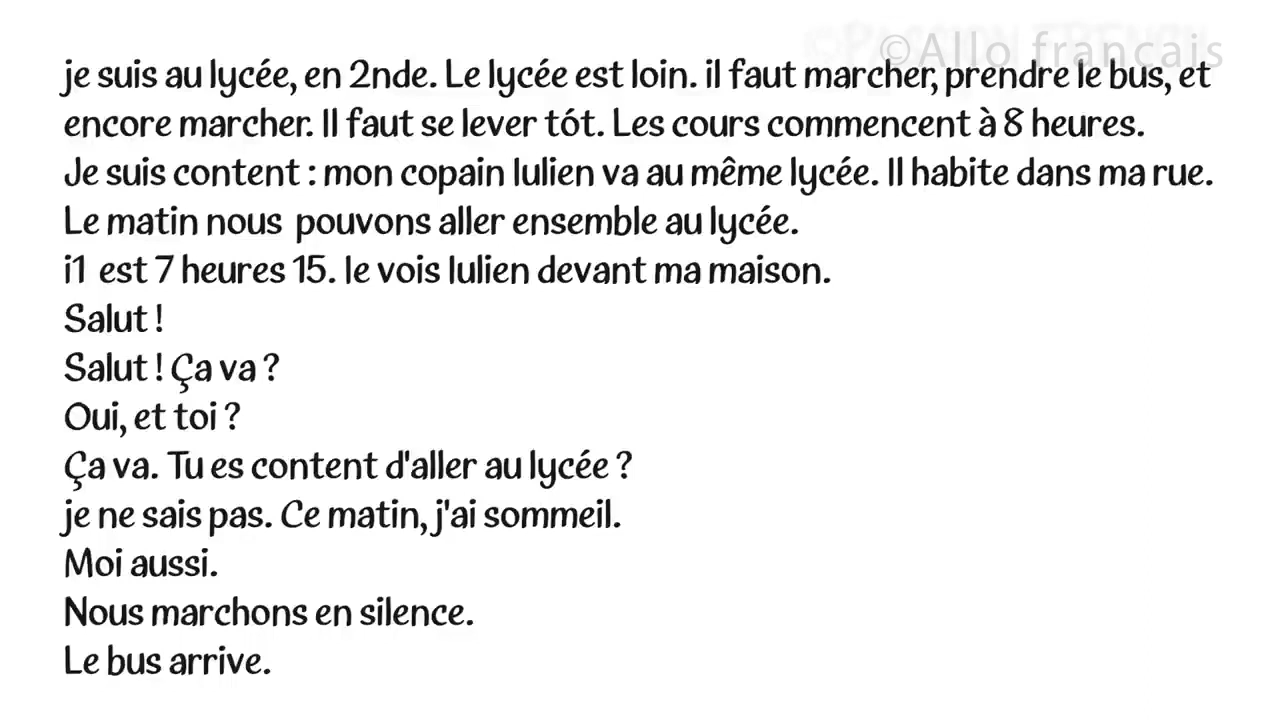 ©Allo français
je suis au lycée, en 2nde. Le lycée est loin. il faut marcher, prendre le bus, et
encore marcher. Il faut se lever tót. Les cours commencent à 8 heures.
Je suis content : mon copain lulien va au même lycée. Il habite dans ma rue.
Le matin nous pouvons aller ensemble au lycée.
i1 est 7 heures 15. le vois lulien devant ma maison.
Salut !
Salut ! Ça va ?
Oui, et toi ?
Ça va. Tu es content d'aller au lycée ?
je ne sais pas. Ce matin, j'ai sommeil.
Moi aussi.
Nous marchons en silence.
Le bus arrive.